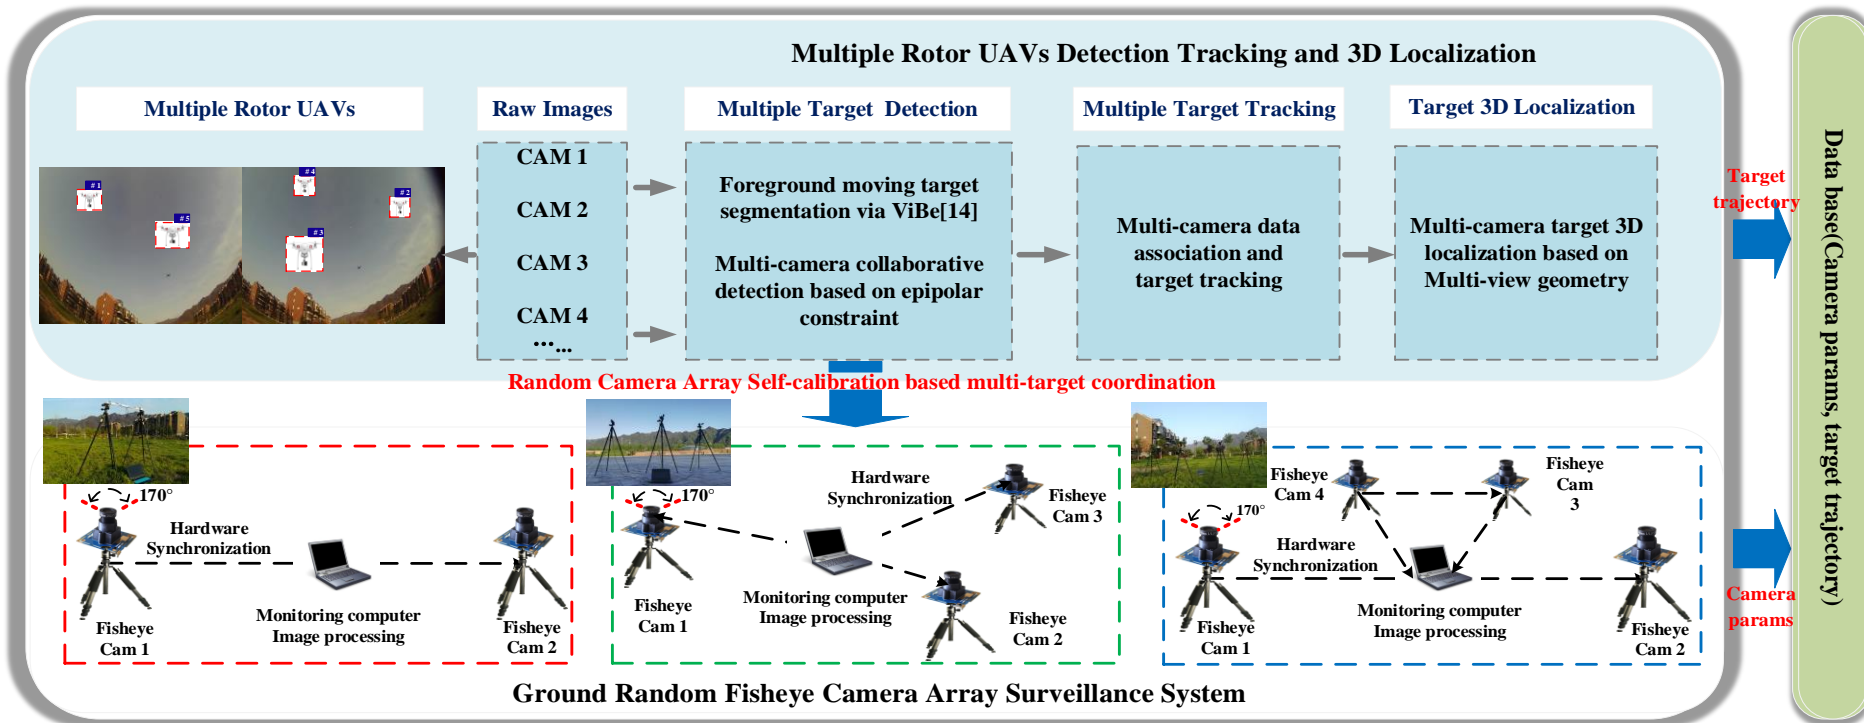 Multiple Rotor UAVs Detection Tracking and 3D Localization
Multiple Rotor UAVs
Raw Images
Multiple Target Detection
Multiple Target Tracking
Target 3D Localization
# 1
# 5
# 4
# 2
# 3
CAM 1
CAM 2
CAM 3
CAM 4
......
Foreground moving target
segmentation via ViBe[14]
Multi-camera collaborative
detection based on epipolar
constraint
Multi-camera data
association and
target tracking
Multi-camera target 3D
localization based on
Multi-view geometry
Target
trajectory
Data base(Camera params, target trajectory)
Random Camera Array Self-calibration based multi-target coordination
170°
Hardware
Synchronization
Monitoring computer
Image processing
Fisheye
Cam 1
Fisheye
Cam 2
170°
Hardware
Synchronization
Fisheye
Cam 3
Monitoring computer
Image processing
Fisheye
Cam 1
Fisheye
Cam 2
Fisheye
Cam 4
Fisheye
Cam
3
170°
Hardware
Synchronization
Monitoring computer
Image processing
Fisheye
Cam 1
Fisheye
Cam 2
Camera
params
Ground Random Fisheye Camera Array Surveillance System